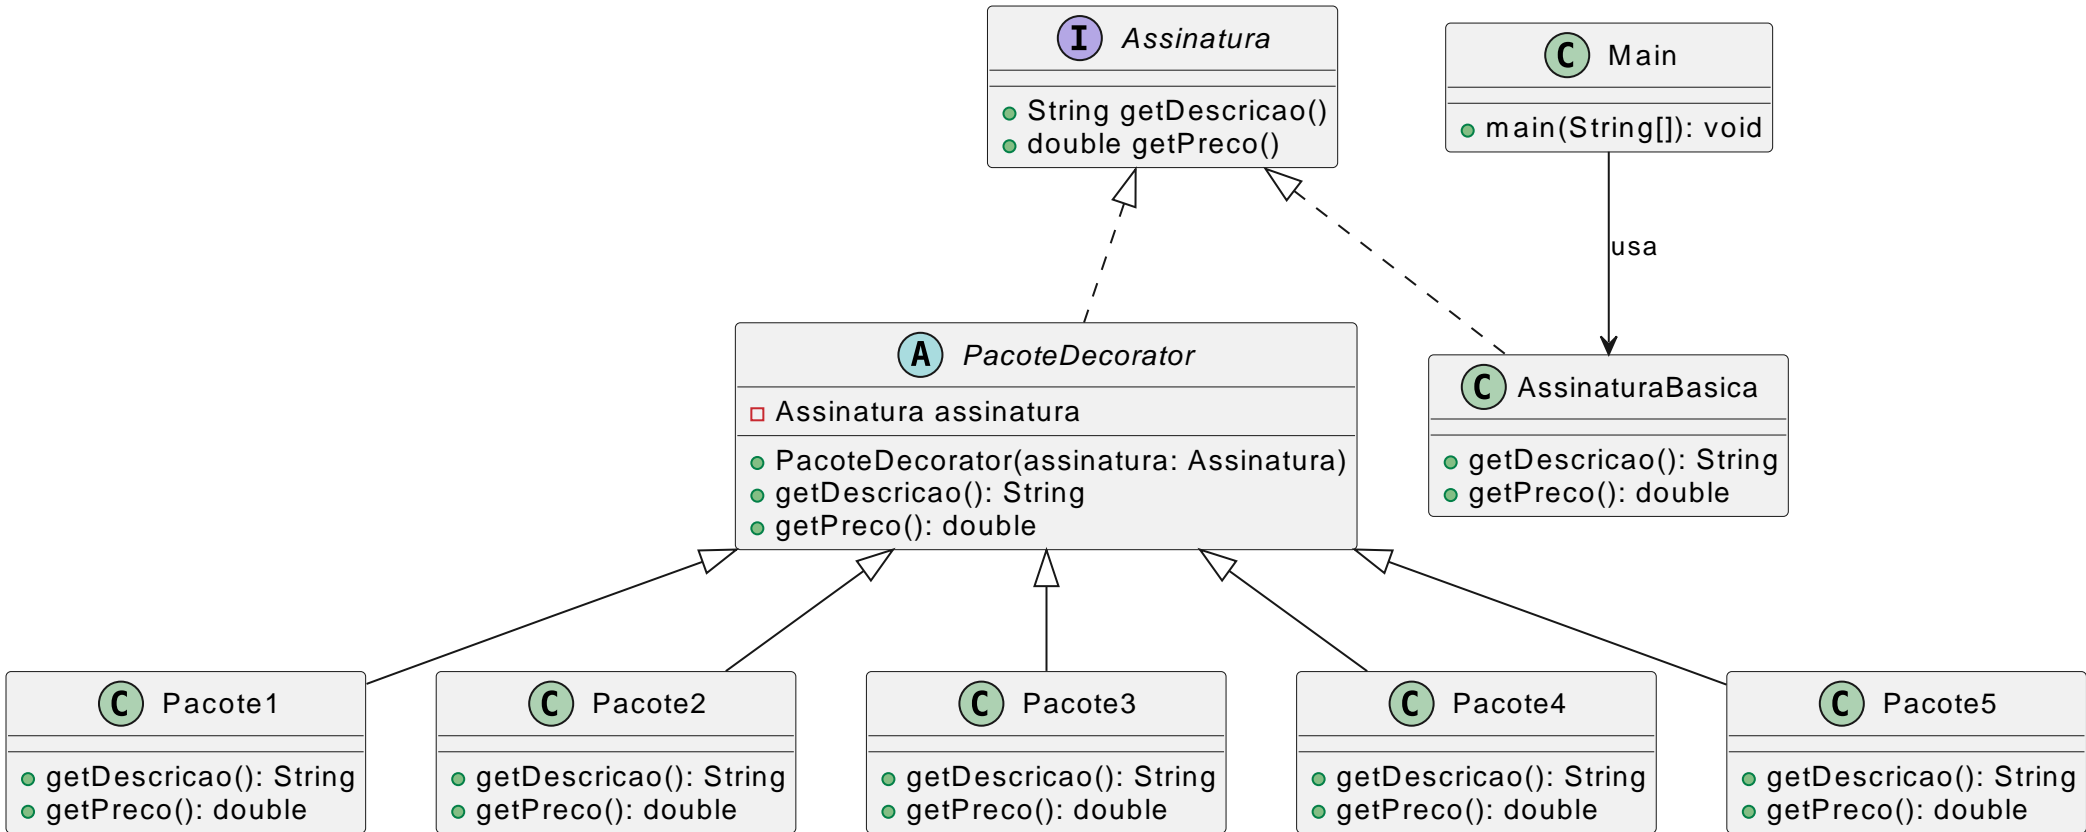 I Assinatura
String getDescricao()
double getPreco()
C Main
main(String[]): void
usa
A PacoteDecorator
Assinatura assinatura
PacoteDecorator(assinatura: Assinatura)
getDescricao(): String
getPreco(): double
C AssinaturaBasica
getDescricao(): String
getPreco(): double
C Pacote1
getDescricao(): String
getPreco(): double
C Pacote2
getDescricao(): String
getPreco(): double
C Pacote3
getDescricao(): String
getPreco(): double
C Pacote4
getDescricao(): String
getPreco(): double
C Pacote5
getDescricao(): String
getPreco(): double